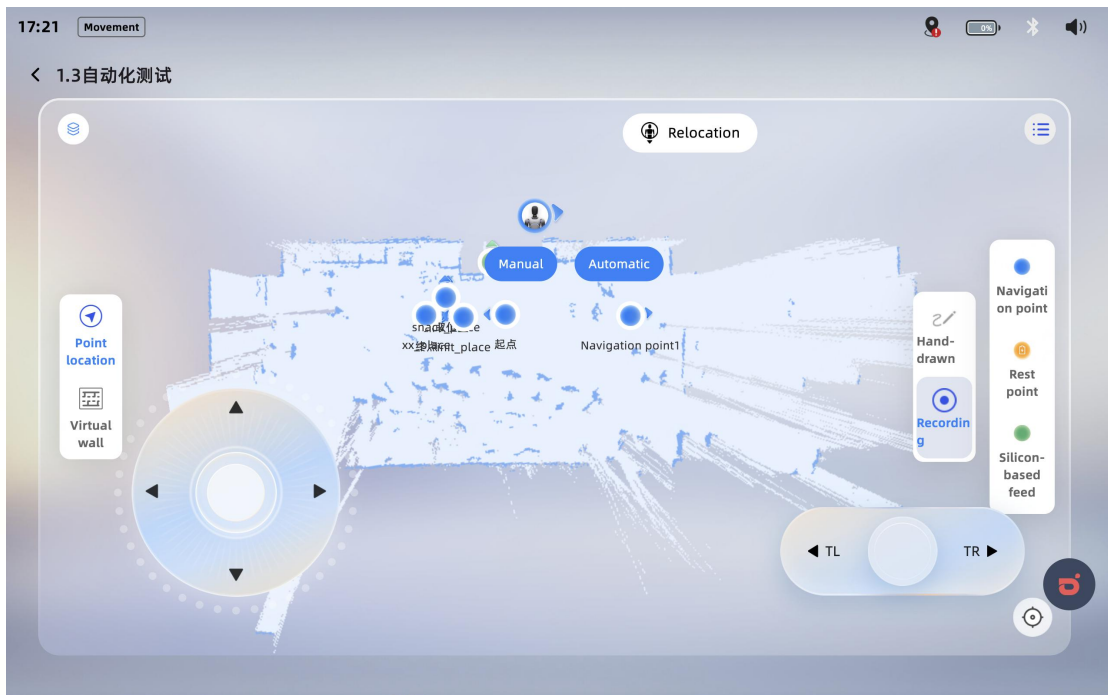 17:21 Movement
0%
1.3自动化测试
Relocation
Manual
Automatic
起点
Navigation point1
Point
location
Virtual
wall
Hand-
drawn
Recordin
g
Navigati
on point
Rest
point
Silicon-
based
feed
TL
TR